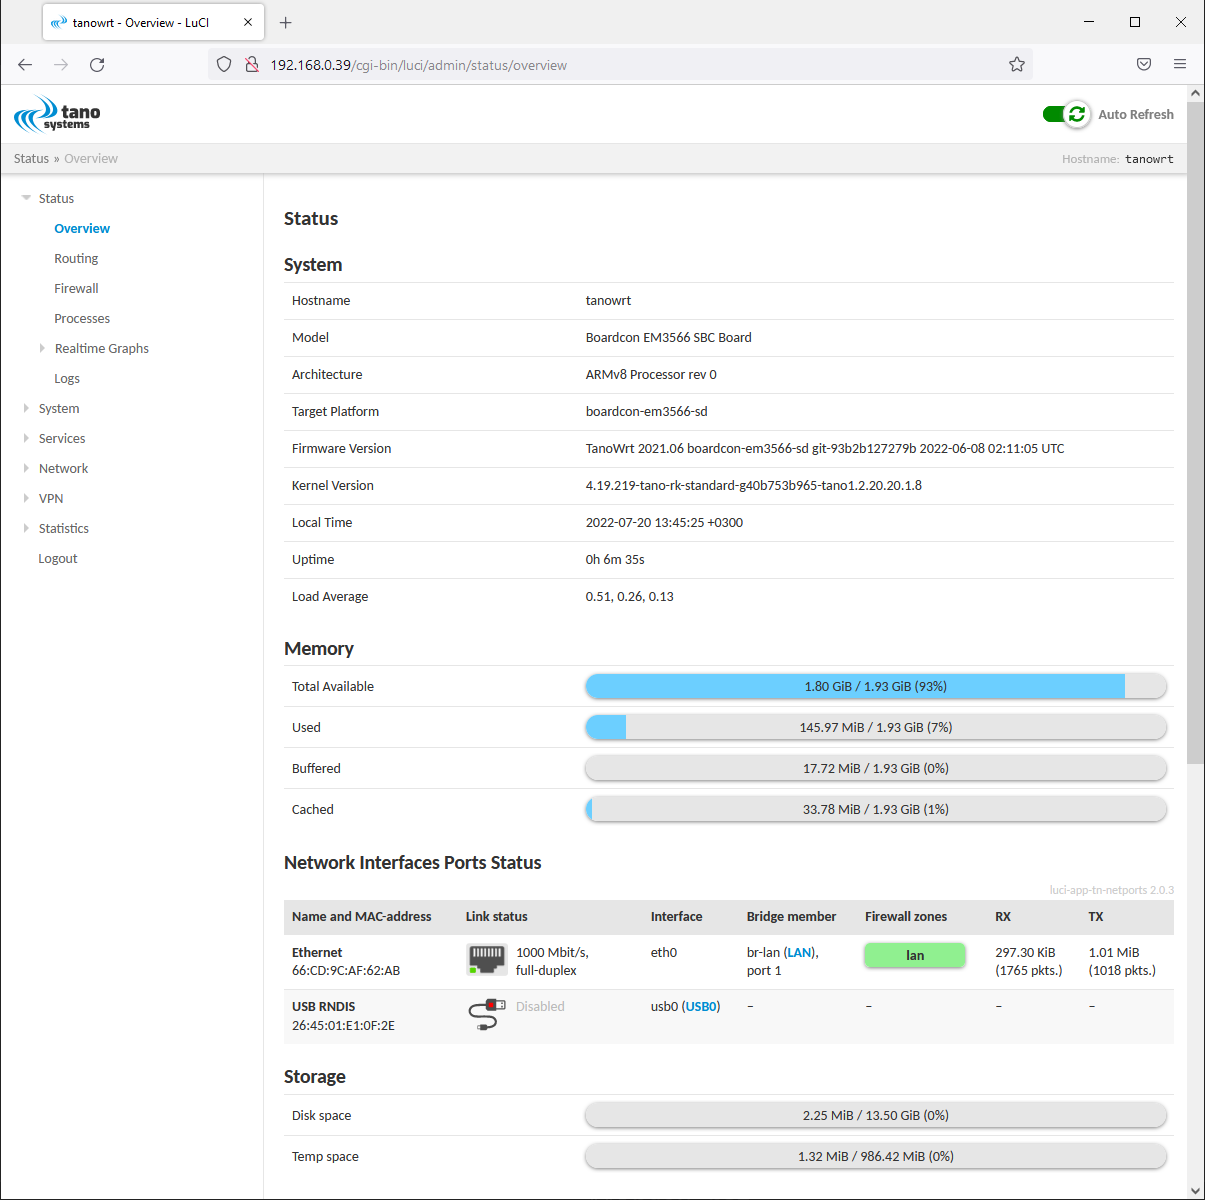 tanowrt - Overview - LuCI
192.168.0.39/cgi-bin/luci/admin/status/overview
tano
systems
Auto Refresh
Status » Overview
Hostname: tanowrt
Status
Overview
Routing
Firewall
Processes
Realtime Graphs
Logs
System
Services
Network
VPN
Statistics
Logout
Status
System
Hostname tanowrt
Model Boardcon EM3566 SBC Board
Architecture ARMv8 Processor rev 0
Target Platform boardcon-em3566-sd
Firmware Version TanoWrt 2021.06 boardcon-em3566-sd git-93b2b127279b 2022-06-08 02:11:05 UTC
Kernel Version 4.19.219-tano-rk-standard-g40b753b965-tano1.2.20.20.1.8
Local Time 2022-07-20 13:45:25 +0300
Uptime 0h 6m 35s
Load Average 0.51, 0.26, 0.13
Memory
Total Available 1.80 GiB / 1.93 GiB (93%)
Used 145.97 MiB / 1.93 GiB (7%)
Buffered 17.72 MiB / 1.93 GiB (0%)
Cached 33.78 MiB / 1.93 GiB (1%)
Network Interfaces Ports Status
luci-app-tn-netports 2.0.3
Name and MAC-address Link status Interface Bridge member Firewall zones RX TX
Ethernet 1000 Mbit/s, eth0 br-lan (LAN), lan 297.30 KiB 1.01 MiB
66:CD:9C:AF:62:AB full-duplex port 1 (1765 pkts.) (1018 pkts.)
USB RNDIS Disabled usb0 (USB0) – – – –
26:45:01:E1:0F:2E
Storage
Disk space 2.25 MiB / 13.50 GiB (0%)
Temp space 1.32 MiB / 986.42 MiB (0%)